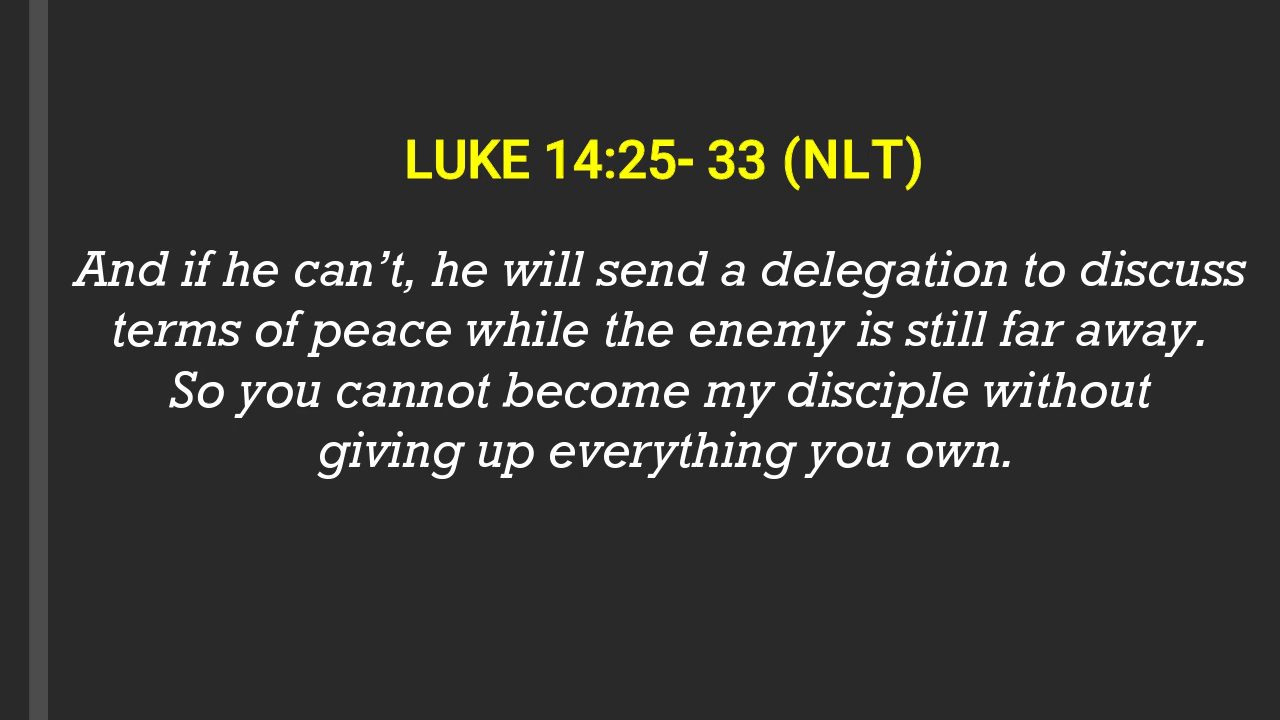 LUKE 14:25- 33 (NLT)
And if he can’t, he will send a delegation to discuss
terms of peace while the enemy is still far away.
So you cannot become my disciple without
giving up everything you own.